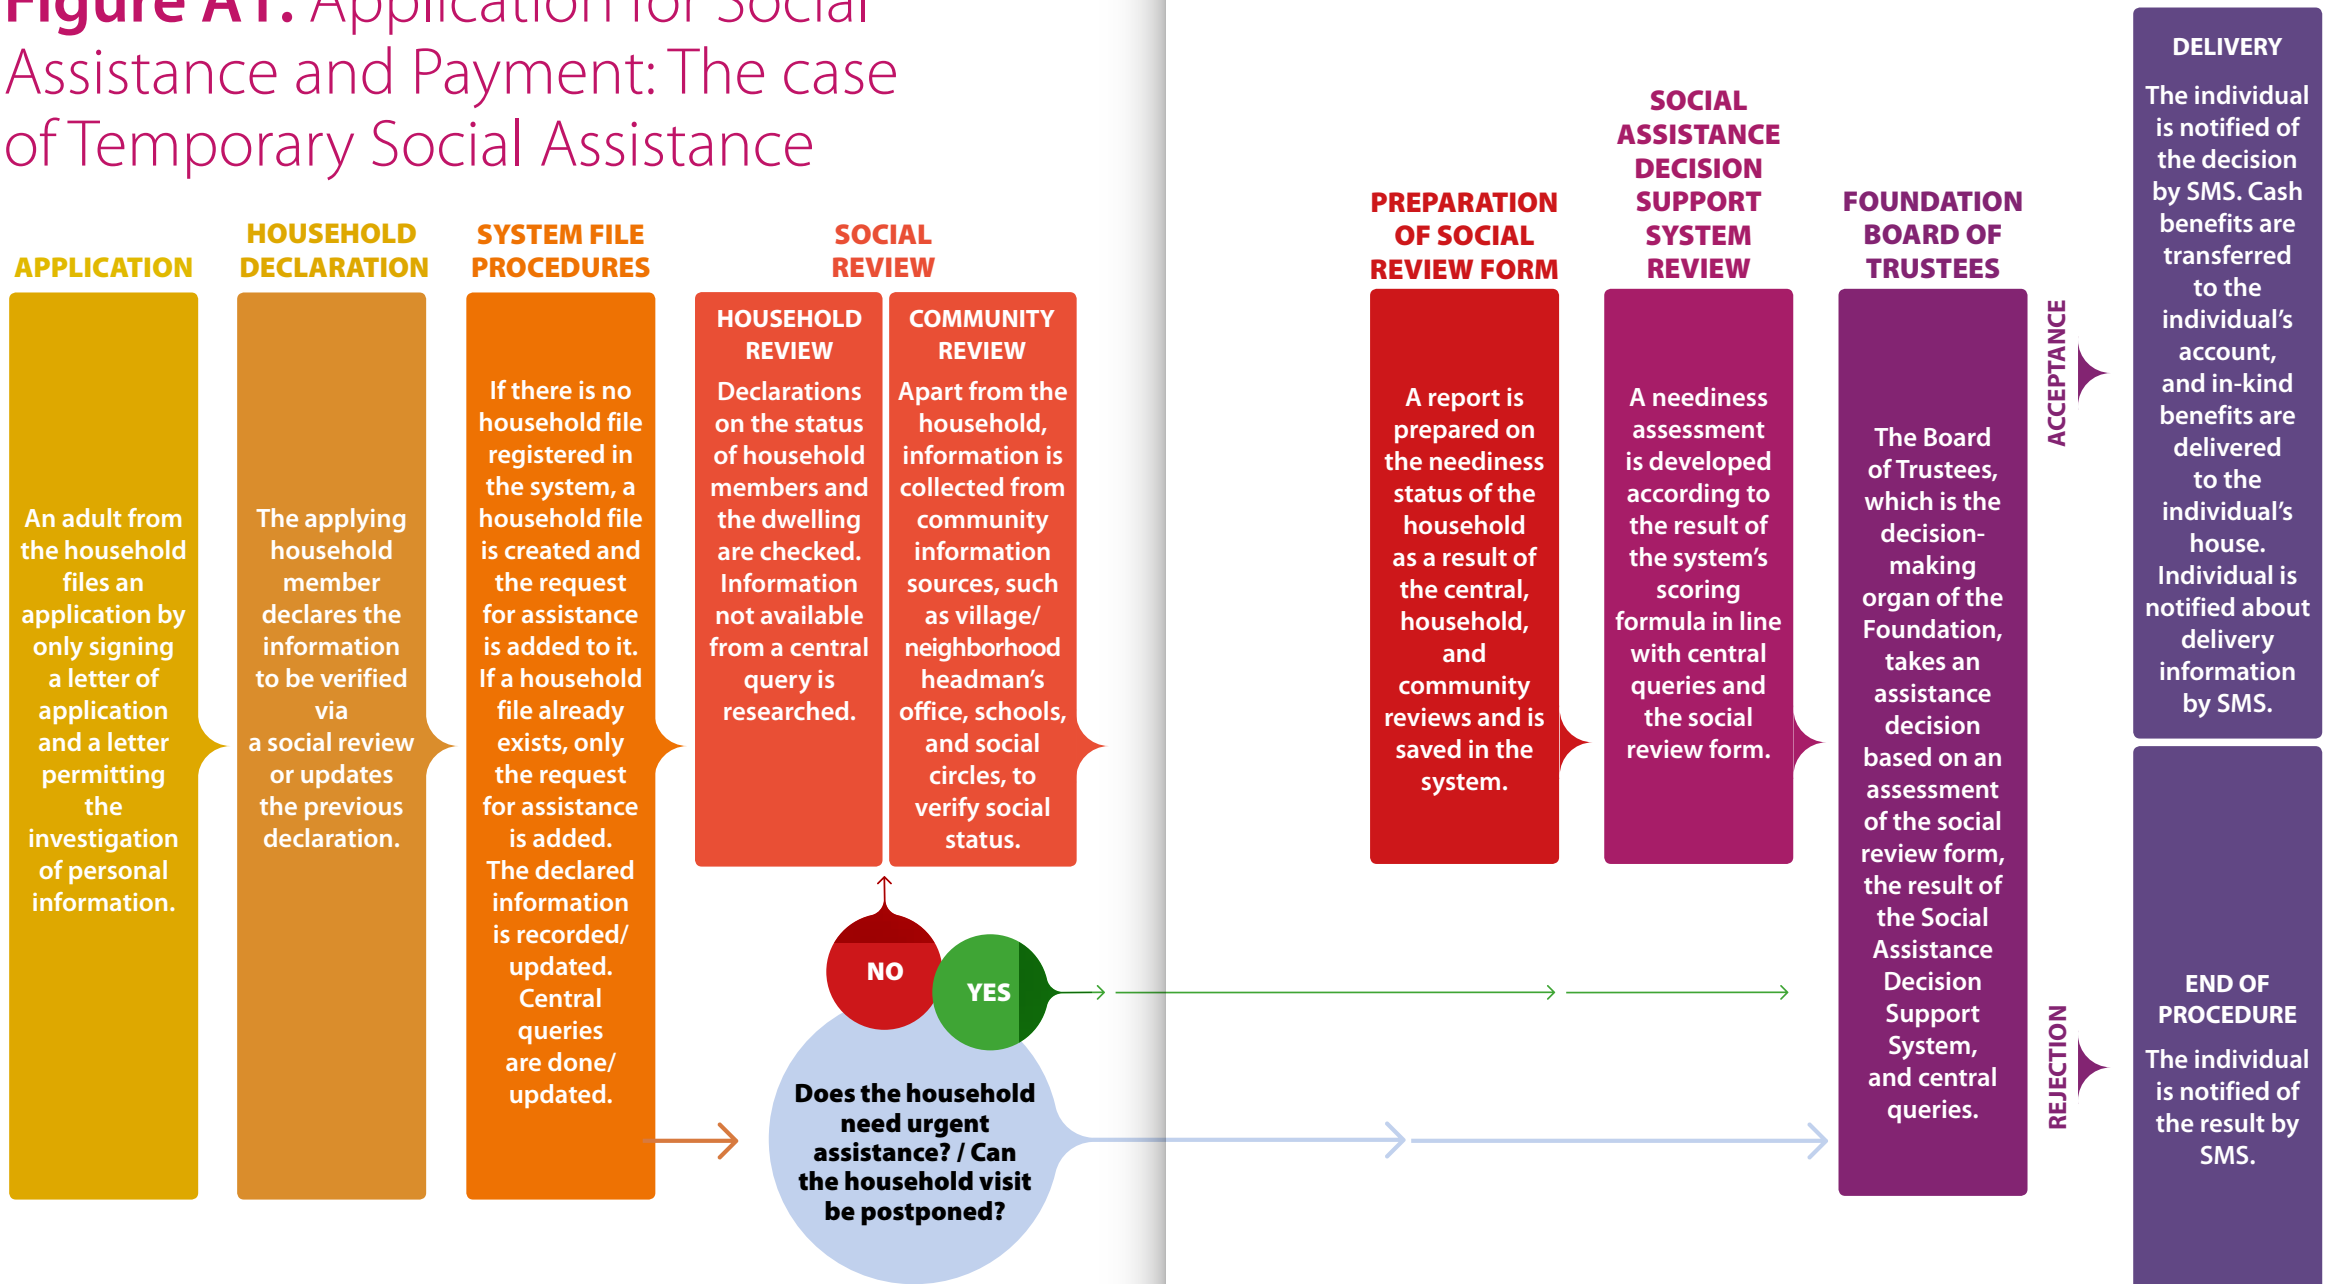 Figure A1. Application for Social
Assistance and Payment: The case
of Temporary Social Assistance
APPLICATION
An adult from
the household
files an
application by
only signing
a letter of
application
and a letter
permitting
the
investigation
of personal
information.
HOUSEHOLD
DECLARATION
The applying
household
member
declares the
information
to be verified
via
a social review
or updates
the previous
declaration.
SYSTEM FILE
PROCEDURES
If there is no
household file
registered in
the system, a
household file
is created and
the request
for assistance
is added to it.
If a household
file already
exists, only
the request
for assistance
is added.
The declared
information
is recorded/
updated.
Central
queries
are done/
updated.
SOCIAL
REVIEW
HOUSEHOLD
REVIEW
Declarations
on the status
of household
members and
the dwelling
are checked.
Information
not available
from a central
query is
researched.
COMMUNITY
REVIEW
Apart from the
household,
information is
collected from
community
information
sources, such
as village/
neighborhood
headman's
office, schools,
and social
circles, to
verify social
status.
NO
YES
Does the household
need urgent
assistance? / Can
the household visit
be postponed?
PREPARATION
OF SOCIAL
REVIEW FORM
A report is
prepared on
the neediness
status of the
household
as a result of
the central,
household,
and
community
reviews and is
saved in the
system.
SOCIAL
ASSISTANCE
DECISION
SUPPORT
SYSTEM
REVIEW
A neediness
assessment
is developed
according to
the result of
the system's
scoring
formula in line
with central
queries and
the social
review form.
FOUNDATION
BOARD OF
TRUSTEES
The Board
of Trustees,
which is the
decision-
making
organ of the
Foundation,
takes an
assistance
decision
based on an
assessment
of the social
review form,
the result of
the Social
Assistance
Decision
Support
System,
and central
queries.
ACCEPTANCE
DELIVERY
The individual
is notified of
the decision
by SMS. Cash
benefits are
transferred
to the
individual's
account,
and in-kind
benefits are
delivered
to the
individual's
house.
Individual is
notified about
delivery
information
by SMS.
REJECTION
END OF
PROCEDURE
The individual
is notified of
the result by
SMS.